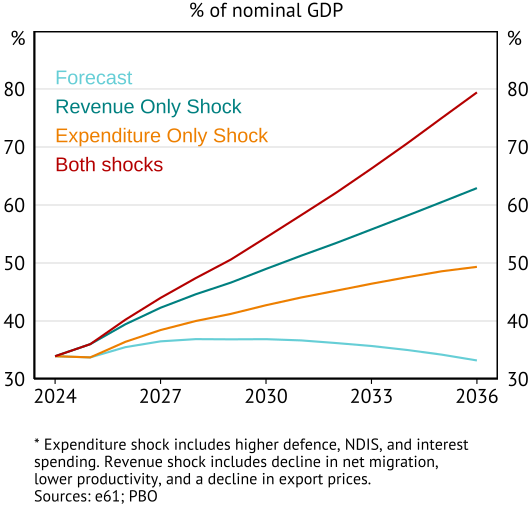 % of nominal GDP
% %
Forecast
80 80
Revenue Only Shock
Expenditure Only Shock
70 70
Both shocks
60 60
50 50
40 40
30 30
2024 2027 2030 2033 2036
* Expenditure shock includes higher defence, NDIS, and interest
spending. Revenue shock includes decline in net migration,
lower productivity, and a decline in export prices.
Sources: e61; PBO